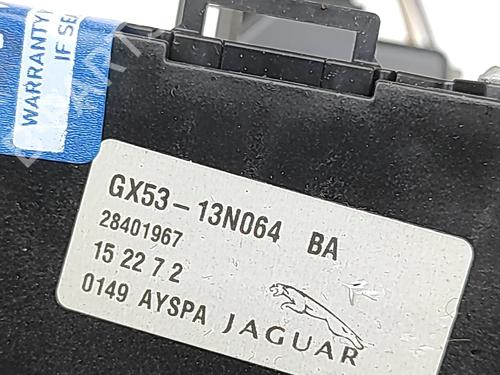 WARRANTY
IF SE
GX53-13N064 BA
28401967
15 22 7 2
0149 AYSPA JAGUAR